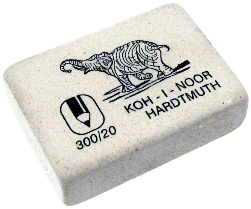 KOH - I - NOOR
HARDTMUTH
300/20